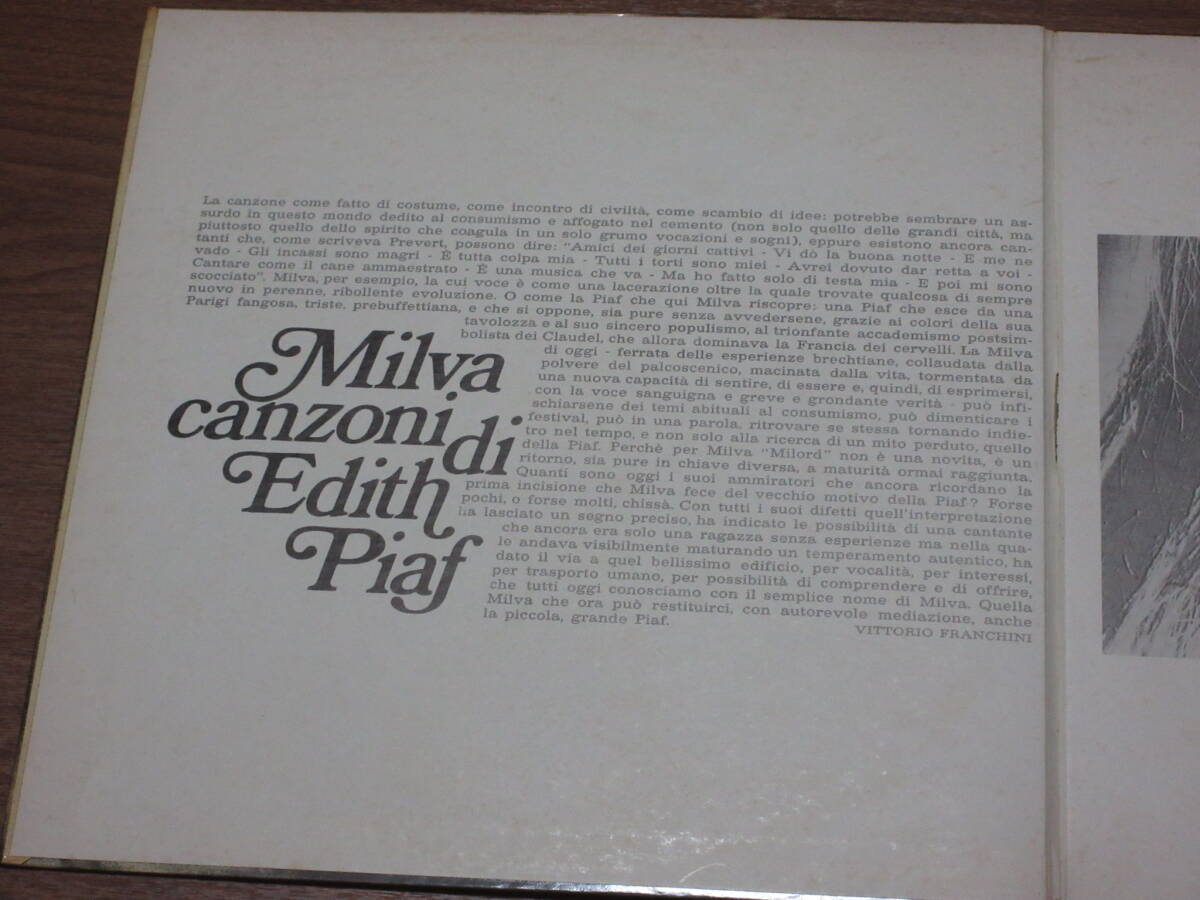 La canzone come fatto di costume, come incontro di civiltà, come scambio di idee: potrebbe sembrare un as-
surdo in questo mondo dedito al consumismo e affogato nel cemento (non solo quello delle grandi città, ma
piuttosto quello dello spirito che coagula in un solo grumo vocazioni e sogni), eppure esistono ancora can-
tanti che, come scriveva Prevert, possono dire: "Amici dei giorni cattivi - Vi dò la buona notte - E me ne
vado - Gli incassi sono magri - È tutta colpa mia - Tutti i torti sono miei - Avrei dovuto dar retta a voi -
Cantare come il cane ammaestrato - È una musica che va - Ma ho fatto solo di testa mia - E poi mi sono
scocciato". Milva, per esempio, la cui voce è come una lacerazione oltre la quale trovate qualcosa di sempre
nuovo in perenne, ribollente evoluzione. O come la Piaf che qui Milva riscopre: una Piaf che esce da una
Parigi fangosa, triste, prebuffettiana, e che si oppone, sia pure senza avvedersene, grazie ai colori della sua
tavolozza e al suo sincero populismo, al trionfante accademismo postsim-
bolista dei Claudel, che allora dominava la Francia dei cervelli. La Milva
di oggi - ferrata delle esperienze brechtiane, collaudata dalla
polvere del palcoscenico, macinata dalla vita, tormentata da
una nuova capacità di sentire, di essere e, quindi, di esprimersi,
con la voce sanguigna e greve e grondante verità - può infi-
schiarsene dei temi abituali al consumismo, può dimenticare i
festival, può in una parola, ritrovare se stessa tornando indie-
tro nel tempo, e non solo alla ricerca di un mito perduto, quello
della Piaf. Perchè per Milva "Milord" non è una novita, è un
ritorno, sia pure in chiave diversa, a maturità ormai raggiunta.
Quanti sono oggi i suoi ammiratori che ancora ricordano la
prima incisione che Milva fece del vecchio motivo della Piaf? Forse
pochi, o forse molti, chissà. Con tutti i suoi difetti quell'interpretazione
ha lasciato un segno preciso, ha indicato le possibilità di una cantante
che ancora era solo una ragazza senza esperienze ma nella qua-
le andava visibilmente maturando un temperamento autentico, ha
dato il via a quel bellissimo edificio, per vocalità, per interessi,
per trasporto umano, per possibilità di comprendere e di offrire,
che tutti oggi conosciamo con il semplice nome di Milva. Quella
Milva che ora può restituirci, con autorevole mediazione, anche
la piccola, grande Piaf.
VITTORIO FRANCHINI
Milva
canzoni
di
Edith
Piaf